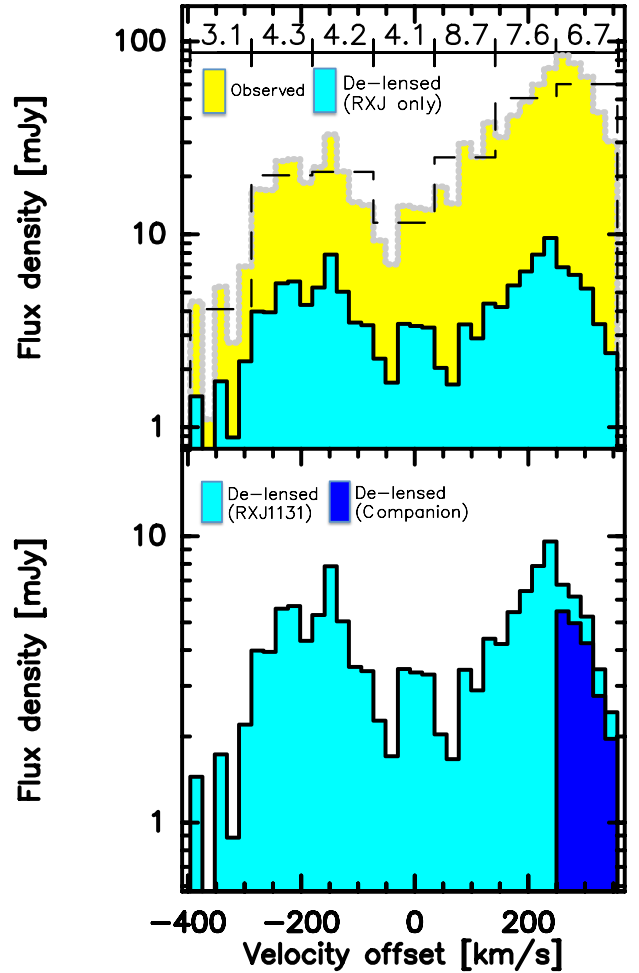 3.1 4.3 4.2 4.1 8.7 7.6 6.7
100
Observed
De-lensed
(RXJ only)
Flux density [mJy]
10
1
De-lensed
(RXJ1131)
De-lensed
(Companion)
10
Flux density [mJy]
1
−400 −200 0 200
Velocity offset [km/s]